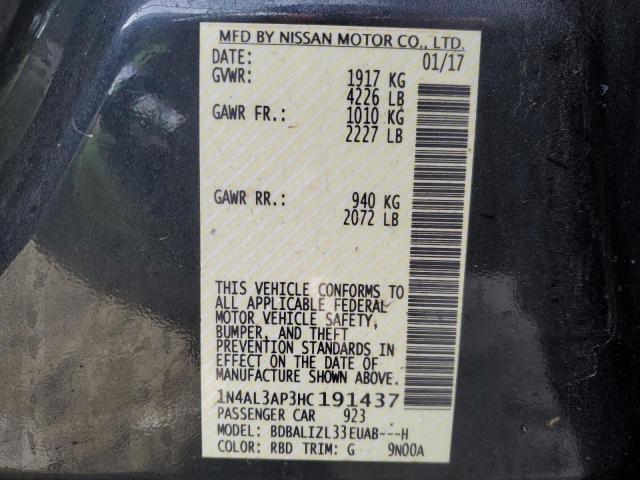 MFD BY NISSAN MOTOR CO., LTD.
DATE: 01/17
GVWR: 1917 KG
4226 LB
GAWR FR.: 1010 KG
2227 LB
GAWR RR.: 940 KG
2072 LB
THIS VEHICLE CONFORMS TO
ALL APPLICABLE FEDERAL
MOTOR VEHICLE SAFETY,
BUMPER, AND THEFT
PREVENTION STANDARDS IN
EFFECT ON THE DATE OF
MANUFACTURE SHOWN ABOVE.
1N4AL3AP3HC191437
PASSENGER CAR 923
MODEL: BDBALIZL33EUAB---H
COLOR: RBD TRIM: G 9N00A